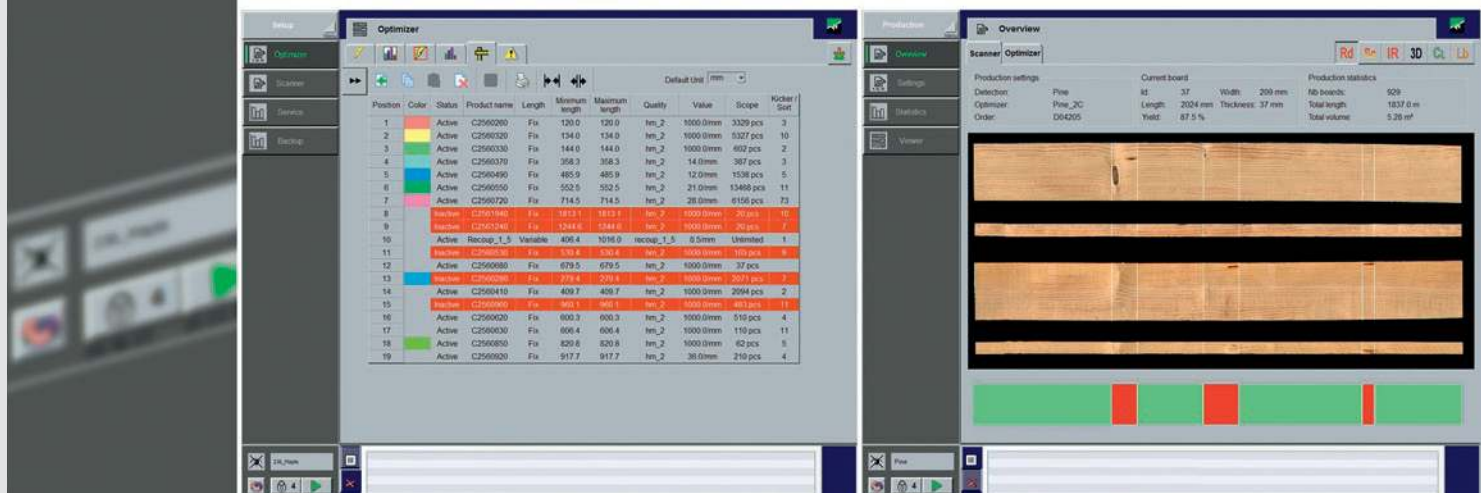 Setup
Optimizer
Optimizer
Scanner
Device
Backup
Default Unit mm
Position Color Status Product name Length Minimum length Maximum length Quality Value Scope Kicker / Sort
1 Active C2560260 Fix 120.0 120.0 hm_2 1000.0/mm 3329 pcs 3
2 Active C2560320 Fix 134.0 134.0 hm_2 1000.0/mm 5327 pcs 10
3 Active C2560330 Fix 144.0 144.0 hm_2 1000.0/mm 602 pcs 2
4 Active C2560370 Fix 358.3 358.3 hm_2 14.0/mm 387 pcs 3
5 Active C2560490 Fix 485.9 485.9 hm_2 12.0/mm 1538 pcs 5
6 Active C2560550 Fix 552.5 552.5 hm_2 21.0/mm 13468 pcs 11
7 Active C2560720 Fix 714.5 714.5 hm_2 28.0/mm 6156 pcs 73
8 Inactive C2561840 Fix 1813.1 1813.1 hm_2 1000.0/mm 20 pcs 10
9 Inactive C2561240 Fix 1244.6 1244.6 hm_2 1000.0/mm 20 pcs 7
10 Active Recoup_1_5 Variable 406.4 1016.0 recoup_1_5 0.5/mm Unlimited 1
11 Inactive C2560530 Fix 530.4 530.4 hm_2 1000.0/mm 103 pcs
12 Active C2560680 Fix 679.5 679.5 hm_2 1000.0/mm 37 pcs
13 Inactive C2560280 Fix 279.4 279.4 hm_2 1000.0/mm 2071 pcs 7
14 Active C2560410 Fix 409.7 409.7 hm_2 1000.0/mm 2094 pcs 2
15 Inactive C2560960 Fix 960.1 960.1 hm_2 1000.0/mm 483 pcs 11
16 Active C2560620 Fix 600.3 600.3 hm_2 1000.0/mm 510 pcs 4
17 Active C2560630 Fix 606.4 606.4 hm_2 1000.0/mm 110 pcs 11
18 Active C2560850 Fix 820.8 820.8 hm_2 1000.0/mm 62 pcs 5
19 Active C2560920 Fix 917.7 917.7 hm_2 36.0/mm 210 pcs 4
4
Production
Overview
Overview
Settings
Statistics
Viewer
Scanner Optimizer
Rd IR 3D CL Lb
Production settings
Detection: Pine
Optimizer: Pine_2C
Order: D04205
Current board
Id: 37 Width: 209 mm
Length: 2024 mm Thickness: 37 mm
Yield: 87.5 %
Production statistics
Nb boards: 929
Total length: 1837.0 m
Total volume: 5.28 m³
Pine
4